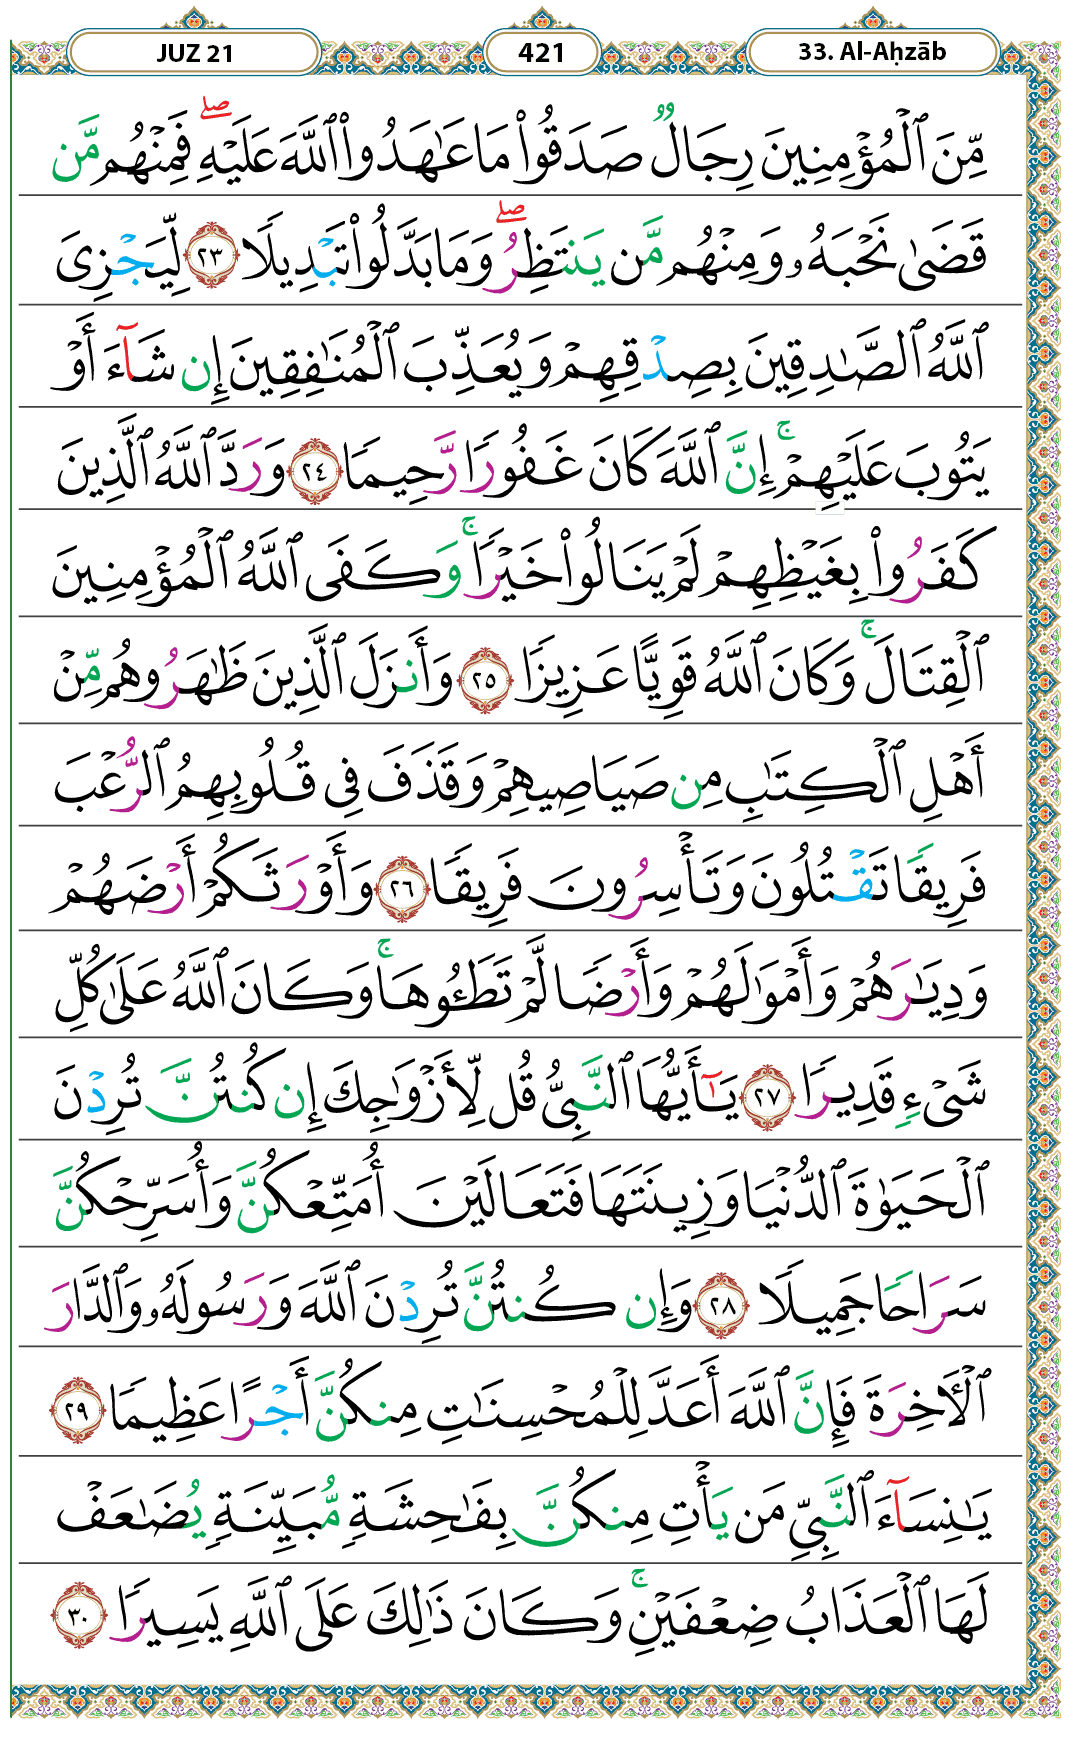 JUZ 21 421 33. Al-Aḥzāb
مِّنَ ٱلْمُؤْمِنِينَ رِجَالٌ صَدَقُوا۟ مَا عَٰهَدُوا۟ ٱللَّهَ عَلَيْهِ ۖ فَمِنْهُم مَّن
قَضَىٰ نَحْبَهُۥ وَمِنْهُم مَّن يَنتَظِرُ ۖ وَمَا بَدَّلُوا۟ تَبْدِيلًا ٢٣ لِّيَجْزِىَ
ٱللَّهُ ٱلصَّٰدِقِينَ بِصِدْقِهِمْ وَيُعَذِّبَ ٱلْمُنَٰفِقِينَ إِن شَآءَ أَوْ
يَتُوبَ عَلَيْهِمْ ۚ إِنَّ ٱللَّهَ كَانَ غَفُورًا رَّحِيمًا ٢٤ وَرَدَّ ٱللَّهُ ٱلَّذِينَ
كَفَرُوا۟ بِغَيْظِهِمْ لَمْ يَنَالُوا۟ خَيْرًا ۚ وَكَفَى ٱللَّهُ ٱلْمُؤْمِنِينَ
ٱلْقِتَالَ ۚ وَكَانَ ٱللَّهُ قَوِيًّا عَزِيزًا ٢٥ وَأَنزَلَ ٱلَّذِينَ ظَٰهَرُوهُم مِّنْ
أَهْلِ ٱلْكِتَٰبِ مِن صَيَاصِيهِمْ وَقَذَفَ فِى قُلُوبِهِمُ ٱلرُّعْبَ
فَرِيقًا تَقْتُلُونَ وَتَأْسِرُونَ فَرِيقًا ٢٦ وَأَوْرَثَكُمْ أَرْضَهُمْ
وَدِيَٰرَهُمْ وَأَمْوَٰلَهُمْ وَأَرْضًا لَّمْ تَطَـُٔوهَا ۚ وَكَانَ ٱللَّهُ عَلَىٰ كُلِّ
شَىْءٍ قَدِيرًا ٢٧ يَٰٓأَيُّهَا ٱلنَّبِىُّ قُل لِّأَزْوَٰجِكَ إِن كُنتُنَّ تُرِدْنَ
ٱلْحَيَوٰةَ ٱلدُّنْيَا وَزِينَتَهَا فَتَعَالَيْنَ أُمَتِّعْكُنَّ وَأُسَرِّحْكُنَّ
سَرَاحًا جَمِيلًا ٢٨ وَإِن كُنتُنَّ تُرِدْنَ ٱللَّهَ وَرَسُولَهُۥ وَٱلدَّارَ
ٱلْـَٔاخِرَةَ فَإِنَّ ٱللَّهَ أَعَدَّ لِلْمُحْسِنَٰتِ مِنكُنَّ أَجْرًا عَظِيمًا ٢٩
يَٰنِسَآءَ ٱلنَّبِىِّ مَن يَأْتِ مِنكُنَّ بِفَٰحِشَةٍ مُّبَيِّنَةٍ يُضَٰعَفْ
لَهَا ٱلْعَذَابُ ضِعْفَيْنِ ۚ وَكَانَ ذَٰلِكَ عَلَى ٱللَّهِ يَسِيرًا ٣٠